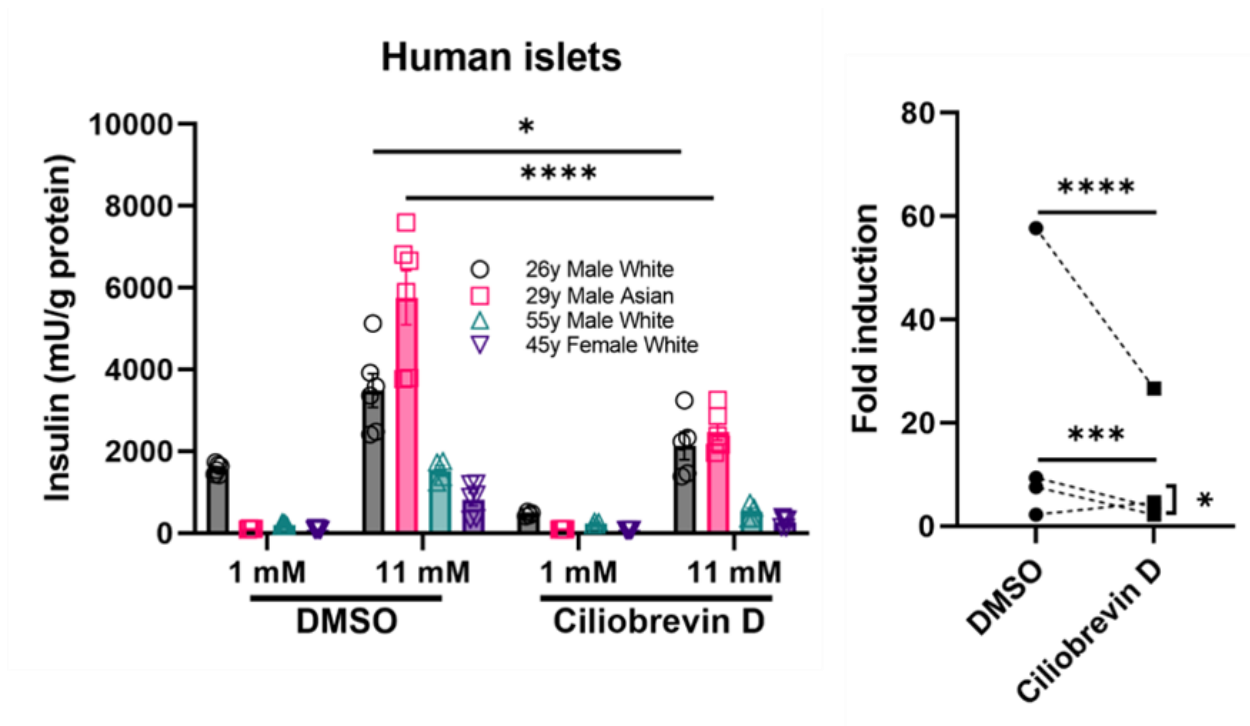 Human islets
Insulin (mU/g protein)
10000
8000
6000
4000
2000
0
*
****
26y Male White
29y Male Asian
55y Male White
45y Female White
1 mM
11 mM
1 mM
11 mM
DMSO
Ciliobrevin D
Fold induction
80
60
40
20
0
****
***
*
DMSO
Ciliobrevin D